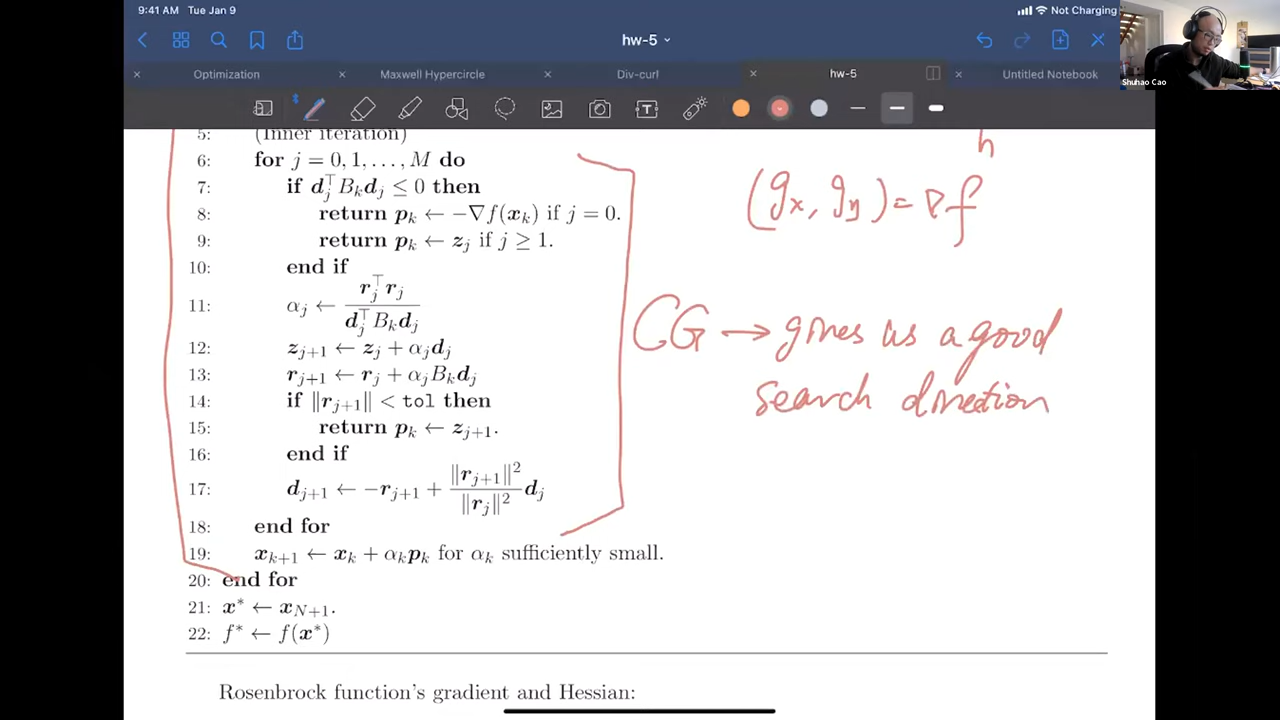 9:41 AM Tue Jan 9
Not Charging
hw-5
Shuhao Cao
Optimization
Maxwell Hypercircle
Div-curl
hw-5
Untitled Notebook
5: (Inner iteration)
h
6: for j = 0, 1, . . . , M do
7: if d_j^⊤ B_k d_j ≤ 0 then
(g_x, g_y) = ∇f
8: return p_k ← −∇f(x_k) if j = 0.
9: return p_k ← z_j if j ≥ 1.
10: end if
11: α_j ← r_j^⊤ r_j / d_j^⊤ B_k d_j
CG → gives us a good
12: z_{j+1} ← z_j + α_j d_j
13: r_{j+1} ← r_j + α_j B_k d_j
search direction
14: if ‖r_{j+1}‖ < tol then
15: return p_k ← z_{j+1}.
16: end if
17: d_{j+1} ← −r_{j+1} + ‖r_{j+1}‖² / ‖r_j‖² d_j
18: end for
19: x_{k+1} ← x_k + α_k p_k for α_k sufficiently small.
20: end for
21: x* ← x_{N+1}.
22: f* ← f(x*)
Rosenbrock function's gradient and Hessian: